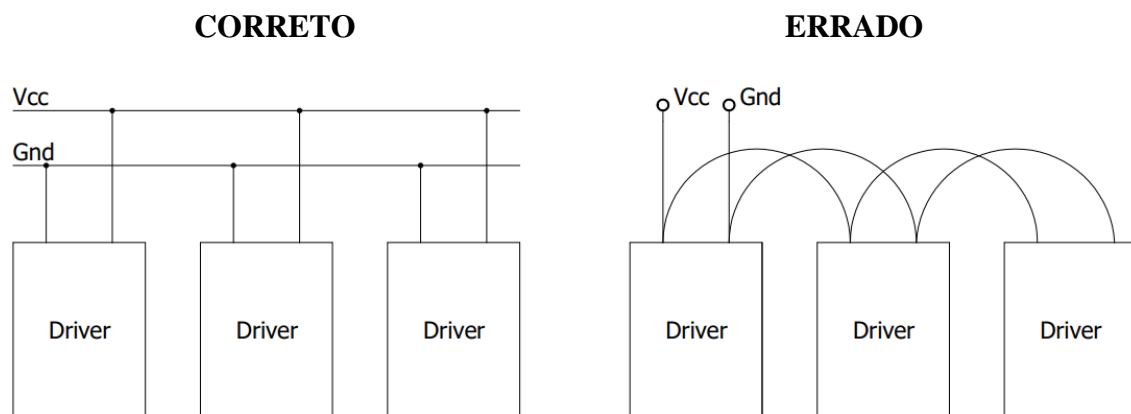 CORRETO
Vcc
Gnd
Driver
Driver
Driver
ERRADO
Vcc
Gnd
Driver
Driver
Driver